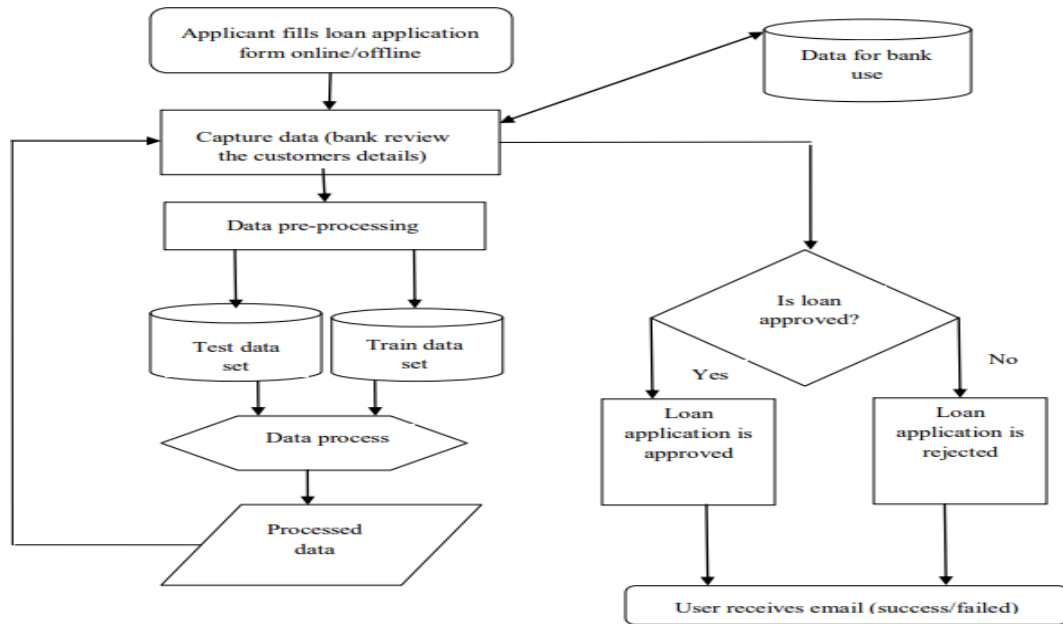 Applicant fills loan application
form online/offline
Data for bank
use
Capture data (bank review
the customers details)
Data pre-processing
Is loan
approved?
Test data
set
Train data
set
Yes
No
Data process
Loan
application is
approved
Loan
application is
rejected
Processed
data
User receives email (success/failed)